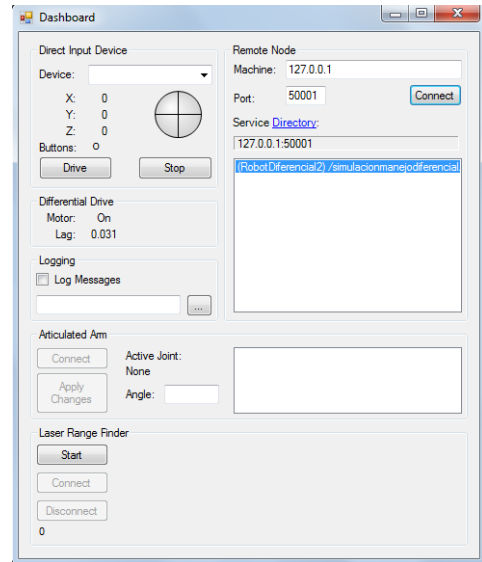 Dashboard
Direct Input Device
Device:
X: 0
Y: 0
Z: 0
Buttons: O
Drive Stop
Differential Drive
Motor: On
Lag: 0.031
Logging
Log Messages
...
Remote Node
Machine: 127.0.0.1
Port: 50001 Connect
Service Directory:
127.0.0.1:50001
(RobotDiferencial2) /simulacionmanejodiferencial
Articulated Arm
Connect
Apply
Changes
Active Joint:
None
Angle:
Laser Range Finder
Start
Connect
Disconnect
0